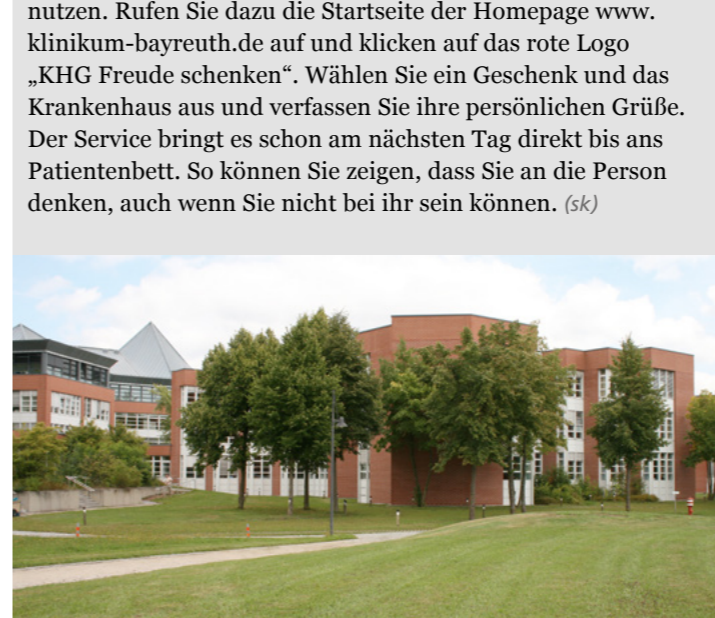 nutzen. Rufen Sie dazu die Startseite der Homepage www.
klinikum-bayreuth.de auf und klicken auf das rote Logo
„KHG Freude schenken“. Wählen Sie ein Geschenk und das
Krankenhaus aus und verfassen Sie ihre persönlichen Grüße.
Der Service bringt es schon am nächsten Tag direkt bis ans
Patientenbett. So können Sie zeigen, dass Sie an die Person
denken, auch wenn Sie nicht bei ihr sein können. (sk)